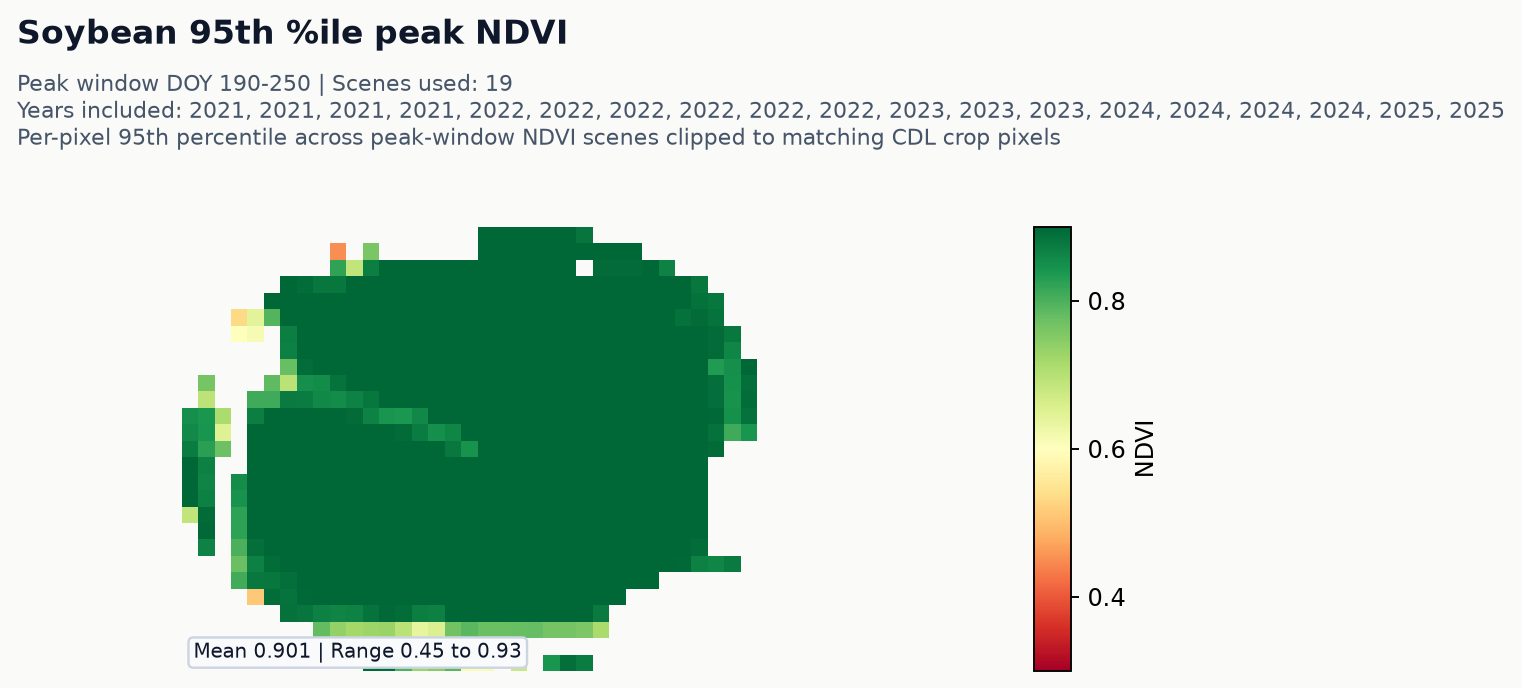 Soybean 95th %ile peak NDVI
Peak window DOY 190-250 | Scenes used: 19
Years included: 2021, 2021, 2021, 2021, 2022, 2022, 2022, 2022, 2022, 2022, 2023, 2023, 2023, 2024, 2024, 2024, 2024, 2025, 2025
Per-pixel 95th percentile across peak-window NDVI scenes clipped to matching CDL crop pixels
0.8
0.6
NDVI
0.4
Mean 0.901 | Range 0.45 to 0.93